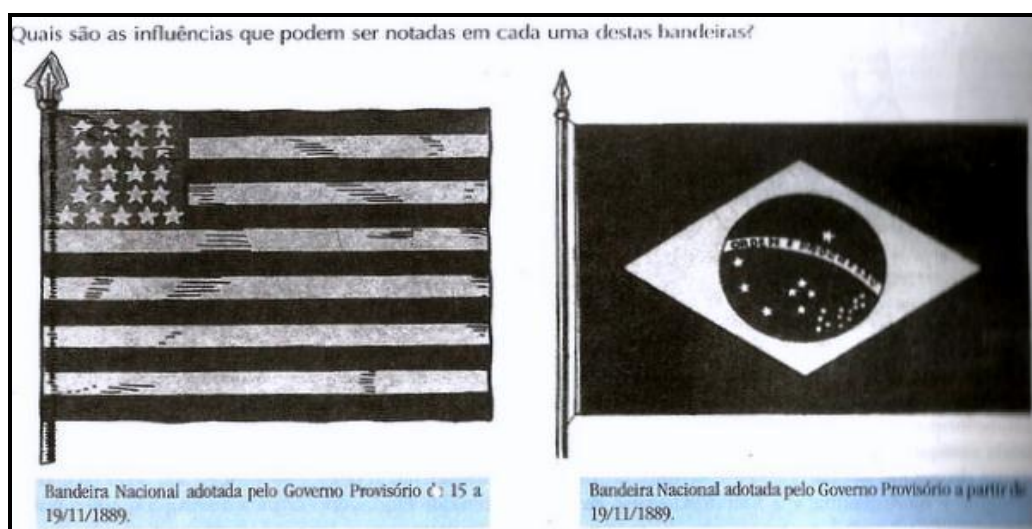 Quais são as influências que podem ser notadas em cada uma destas bandeiras?
ORDEM E PROGRESSO
Bandeira Nacional adotada pelo Governo Provisório 15 a
19/11/1889.
Bandeira Nacional adotada pelo Governo Provisório a partir de
19/11/1889.